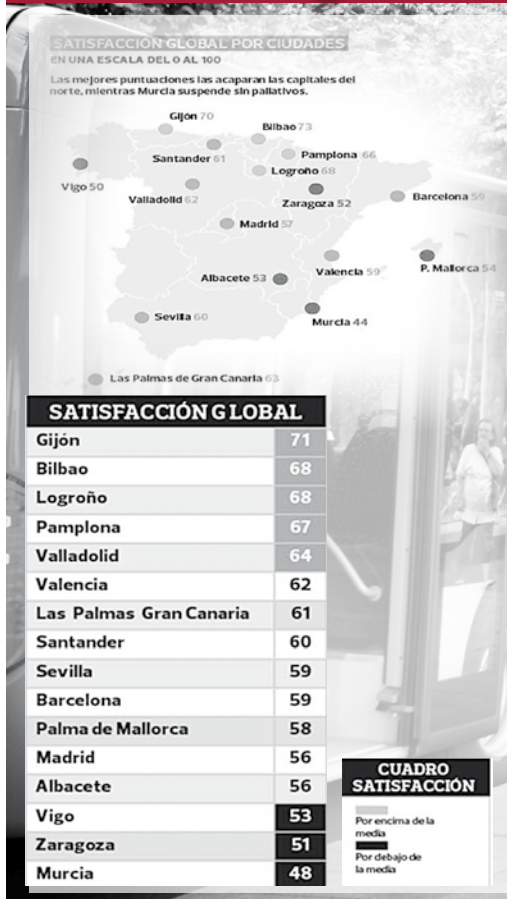 SATISFACCIÓN GLOBAL POR CIUDADES
EN UNA ESCALA DEL 0 AL 100
Las mejores puntuaciones las acaparan las capitales del
norte, mientras Murcia suspende sin paliativos.
Gijón 70
Bilbao 73
Santander 61
Pamplona 66
Logroño 68
Vigo 50
Valladolid 62
Zaragoza 52
Barcelona 59
Madrid 57
Albacete 53
Valencia 59
P. Mallorca 54
Sevilla 60
Murcia 44
Las Palmas de Gran Canaria 63
SATISFACCIÓN GLOBAL
Gijón 71
Bilbao 68
Logroño 68
Pamplona 67
Valladolid 64
Valencia 62
Las Palmas Gran Canaria 61
Santander 60
Sevilla 59
Barcelona 59
Palma de Mallorca 58
Madrid 56
Albacete 56
Vigo 53
Zaragoza 51
Murcia 48
CUADRO
SATISFACCIÓN
Por encima de la
media
Por debajo de
la media